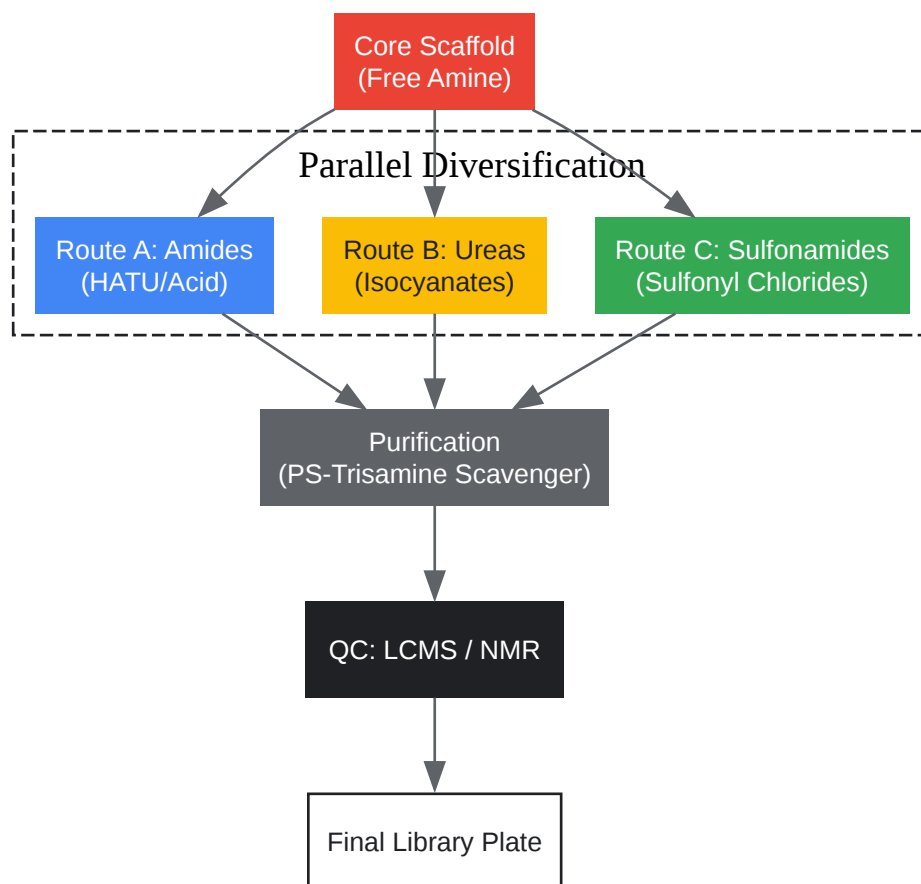 Core Scaffold
(Free Amine)
Parallel Diversification
Route A: Amides
(HATU/Acid)
Route B: Ureas
(Isocyanates)
Route C: Sulfonamides
(Sulfonyl Chlorides)
Purification
(PS-Trisamine Scavenger)
QC: LCMS / NMR
Final Library Plate